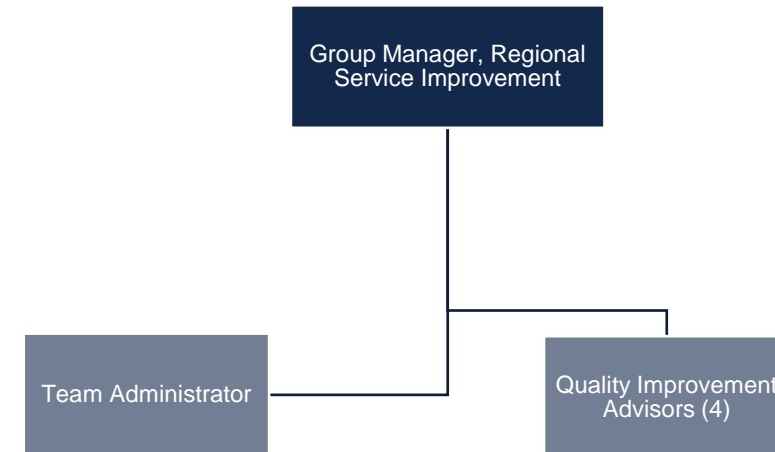 Group Manager, Regional
Service Improvement
Team Administrator
Quality Improvement
Advisors (4)